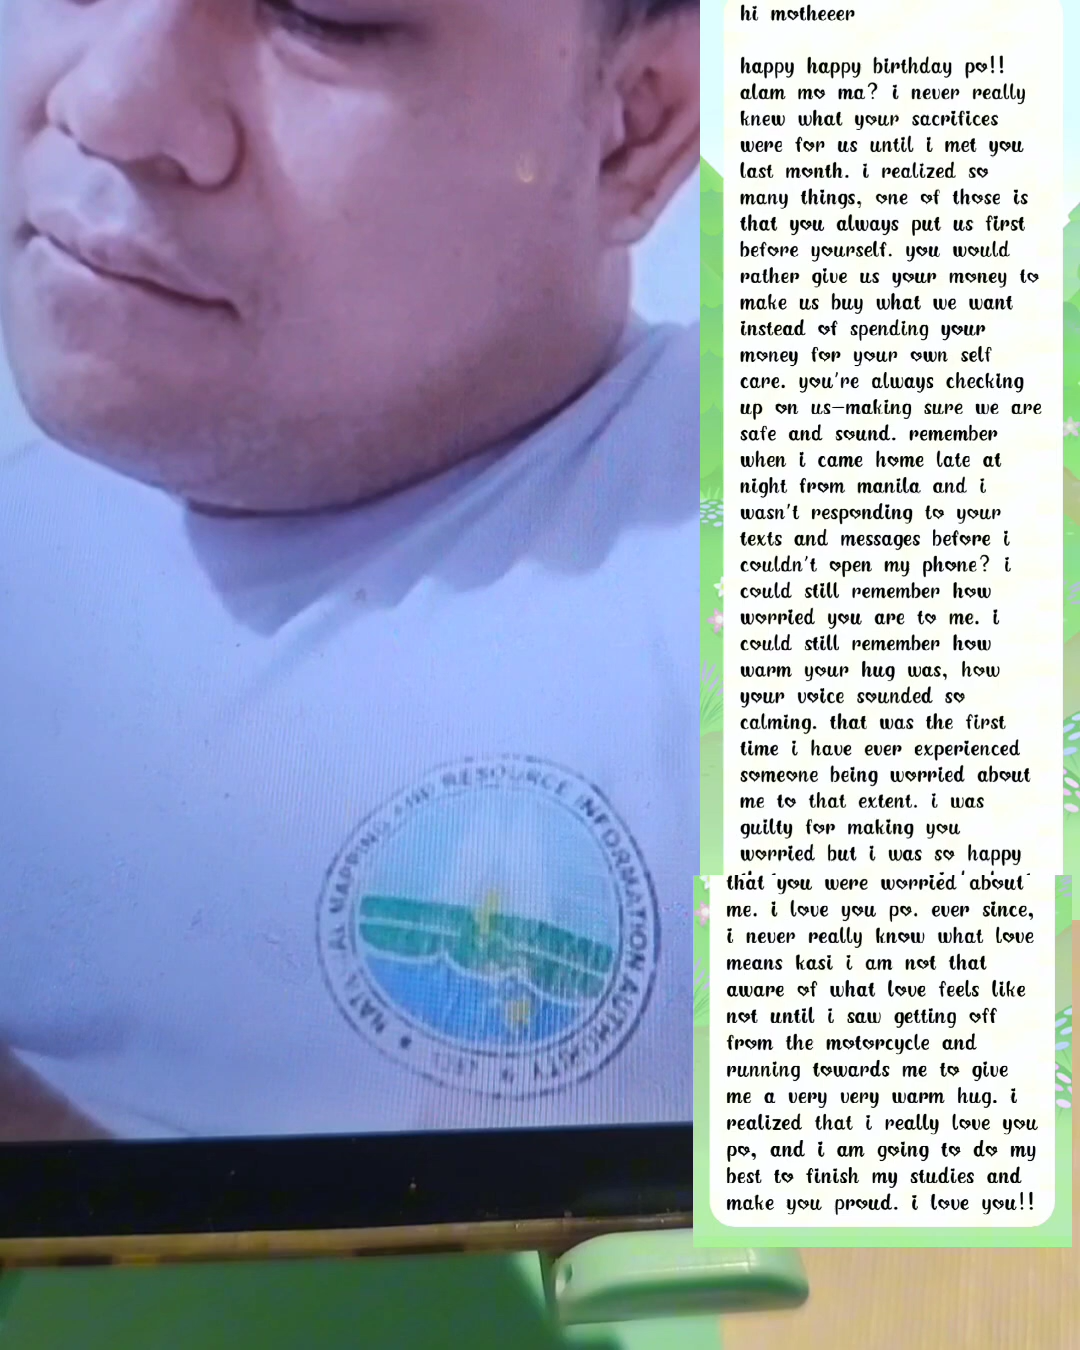 hi motheeer
happy happy birthday po!!
alam mo ma? i never really
knew what your sacrifices
were for us until i met you
last month. i realized so
many things, one of those is
that you always put us first
before yourself. you would
rather give us your money to
make us buy what we want
instead of spending your
money for your own self
care. you're always checking
up on us—making sure we are
safe and sound. remember
when i came home late at
night from manila and i
wasn't responding to your
texts and messages before i
couldn't open my phone? i
could still remember how
worried you are to me. i
could still remember how
warm your hug was, how
your voice sounded so
calming. that was the first
time i have ever experienced
someone being worried about
me to that extent. i was
guilty for making you
worried but i was so happy
that you were worried about
me. i love you po. ever since,
i never really know what love
means kasi i am not that
aware of what love feels like
not until i saw getting off
from the motorcycle and
running towards me to give
me a very very warm hug. i
realized that i really love you
po, and i am going to do my
best to finish my studies and
make you proud. i love you!!
NATIONAL MAPPING AND RESOURCE INFORMATION AUTHORITY